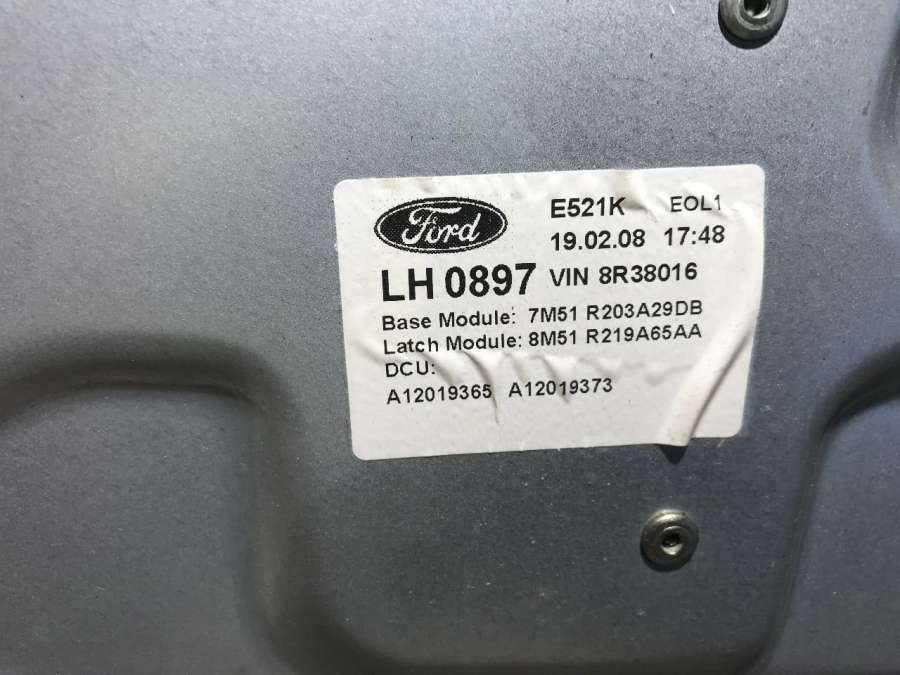 Ford
E521K EOL1
19.02.08 17:48
LH 0897 VIN 8R38016
Base Module: 7M51 R203A29DB
Latch Module: 8M51 R219A65AA
DCU:
A12019365 A12019373